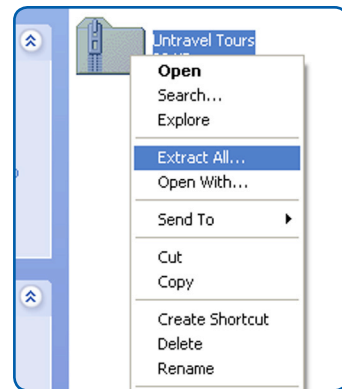 Untravel Tours
Open
Search...
Explore
Extract All...
Open With...
Send To
Cut
Copy
Create Shortcut
Delete
Rename